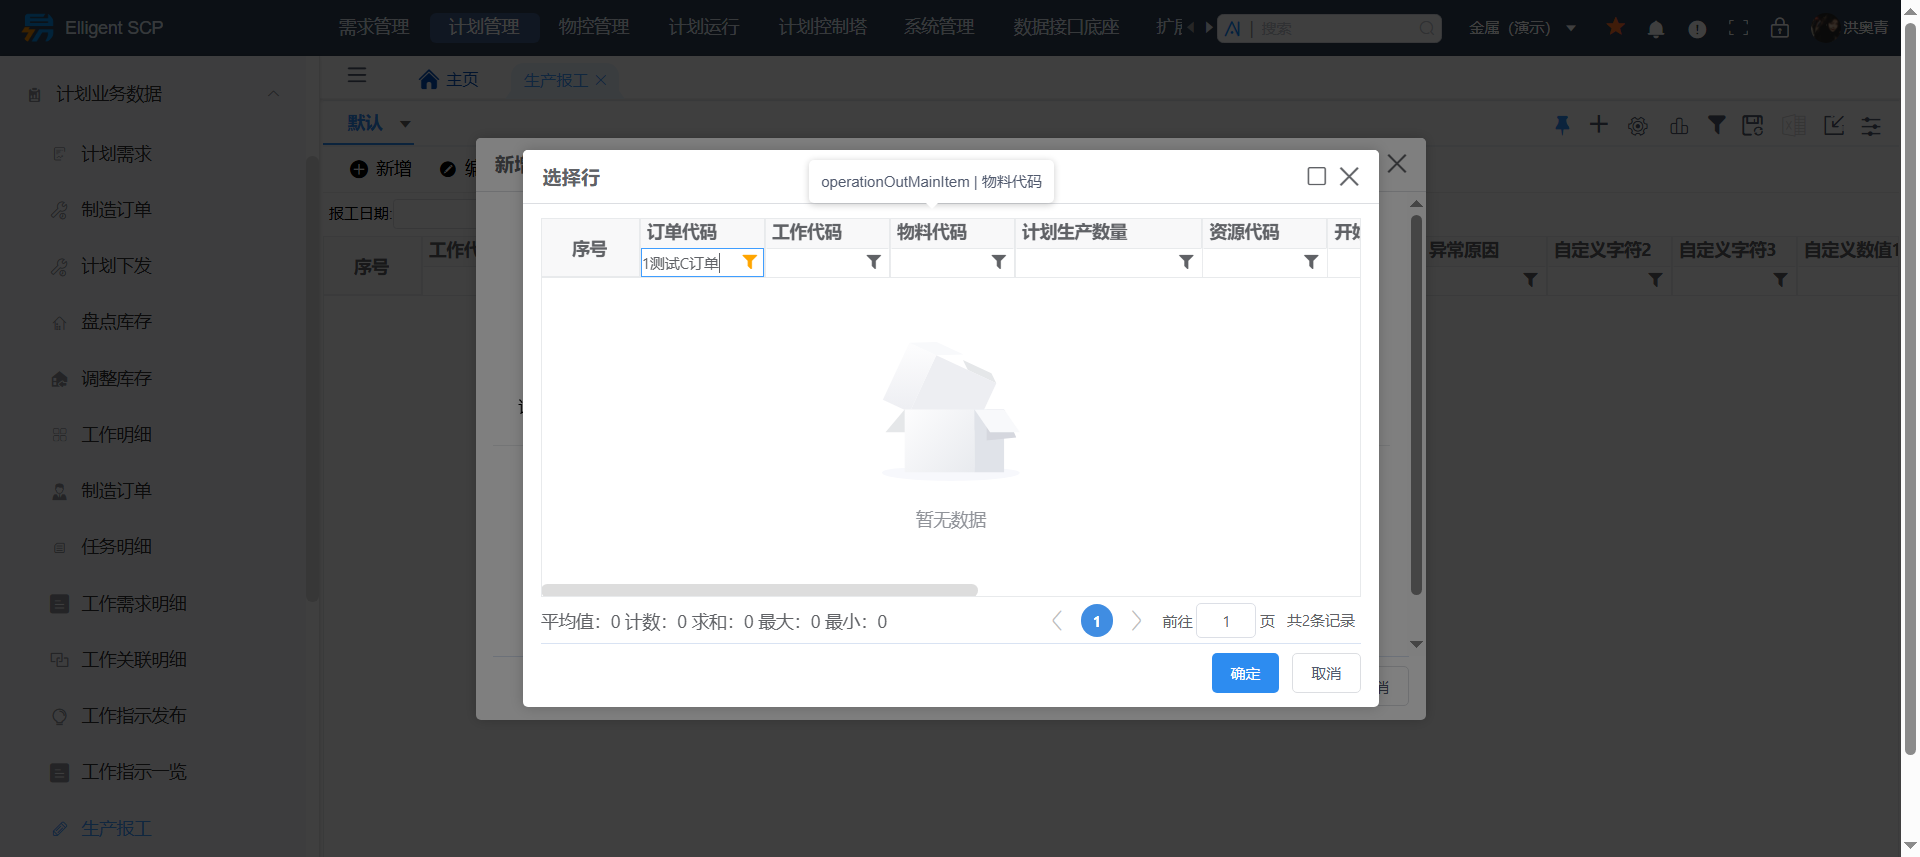 Elligent SCP
需求管理
计划管理
物控管理
计划运行
计划控制塔
系统管理
数据接口底座
AI | 搜索
金属（演示）
洪奥青
计划业务数据
主页
生产报工
默认
计划需求
制造订单
计划下发
盘点库存
调整库存
工作明细
制造订单
任务明细
工作需求明细
工作关联明细
工作指示发布
工作指示一览
生产报工
新增
报工日期:
序号
异常原因
自定义字符2
自定义字符3
自定义数值1
选择行
operationOutMainItem | 物料代码
序号
订单代码
工作代码
物料代码
计划生产数量
资源代码
1测试C订单
暂无数据
平均值：0 计数：0 求和：0 最大：0 最小：0
1
前往 1 页 共2条记录
确定
取消